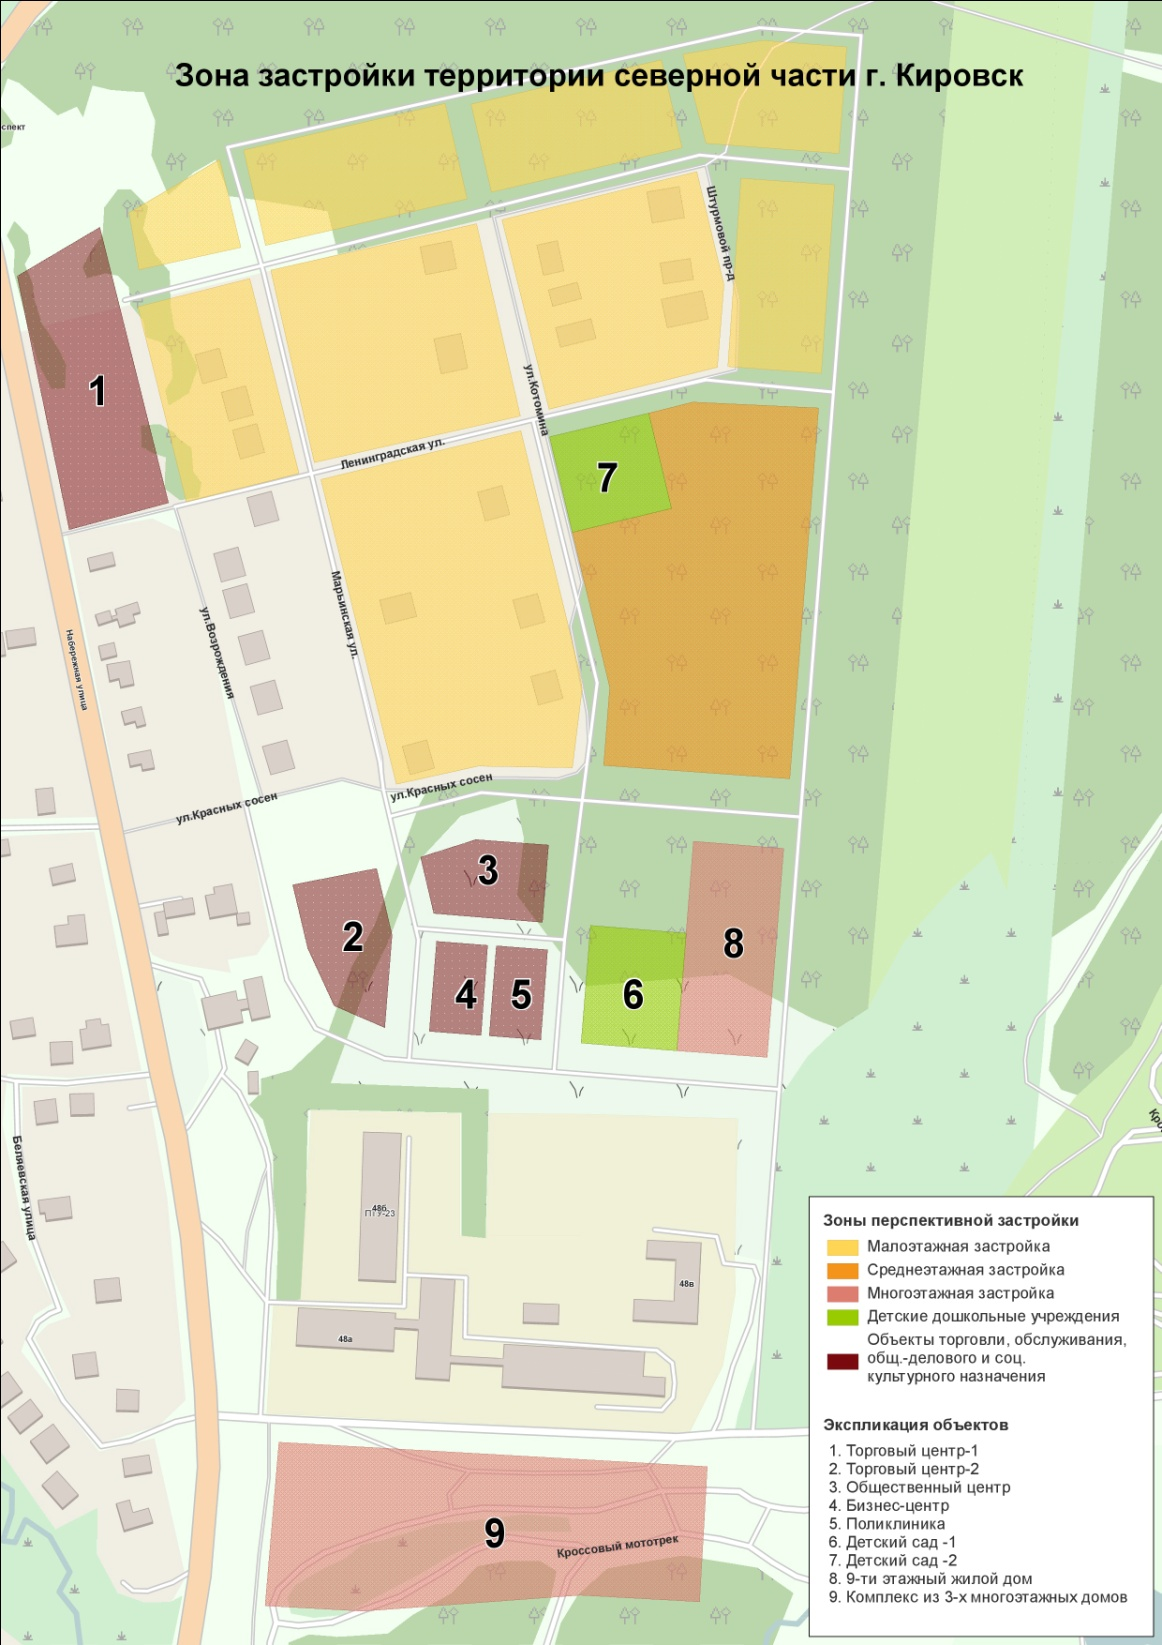 Зона застройки территории северной части г. Кировск
спект
Штурмовой пр-д
1
ул.Котомина
Ленинградская ул.
7
Марьинская ул.
ул.Возрождения
Набережная улица
ул.Красных сосен
ул.Красных сосен
3
2
8
4
5
6
Беляевская улица
48б
ПТУ-23
48в
48а
9
Кроссовый мототрек
Зоны перспективной застройки
Малоэтажная застройка
Среднеэтажная застройка
Многоэтажная застройка
Детские дошкольные учреждения
Объекты торговли, обслуживания,
общ.-делового и соц.
культурного назначения
Экспликация объектов
1. Торговый центр-1
2. Торговый центр-2
3. Общественный центр
4. Бизнес-центр
5. Поликлиника
6. Детский сад -1
7. Детский сад -2
8. 9-ти этажный жилой дом
9. Комплекс из 3-х многоэтажных домов